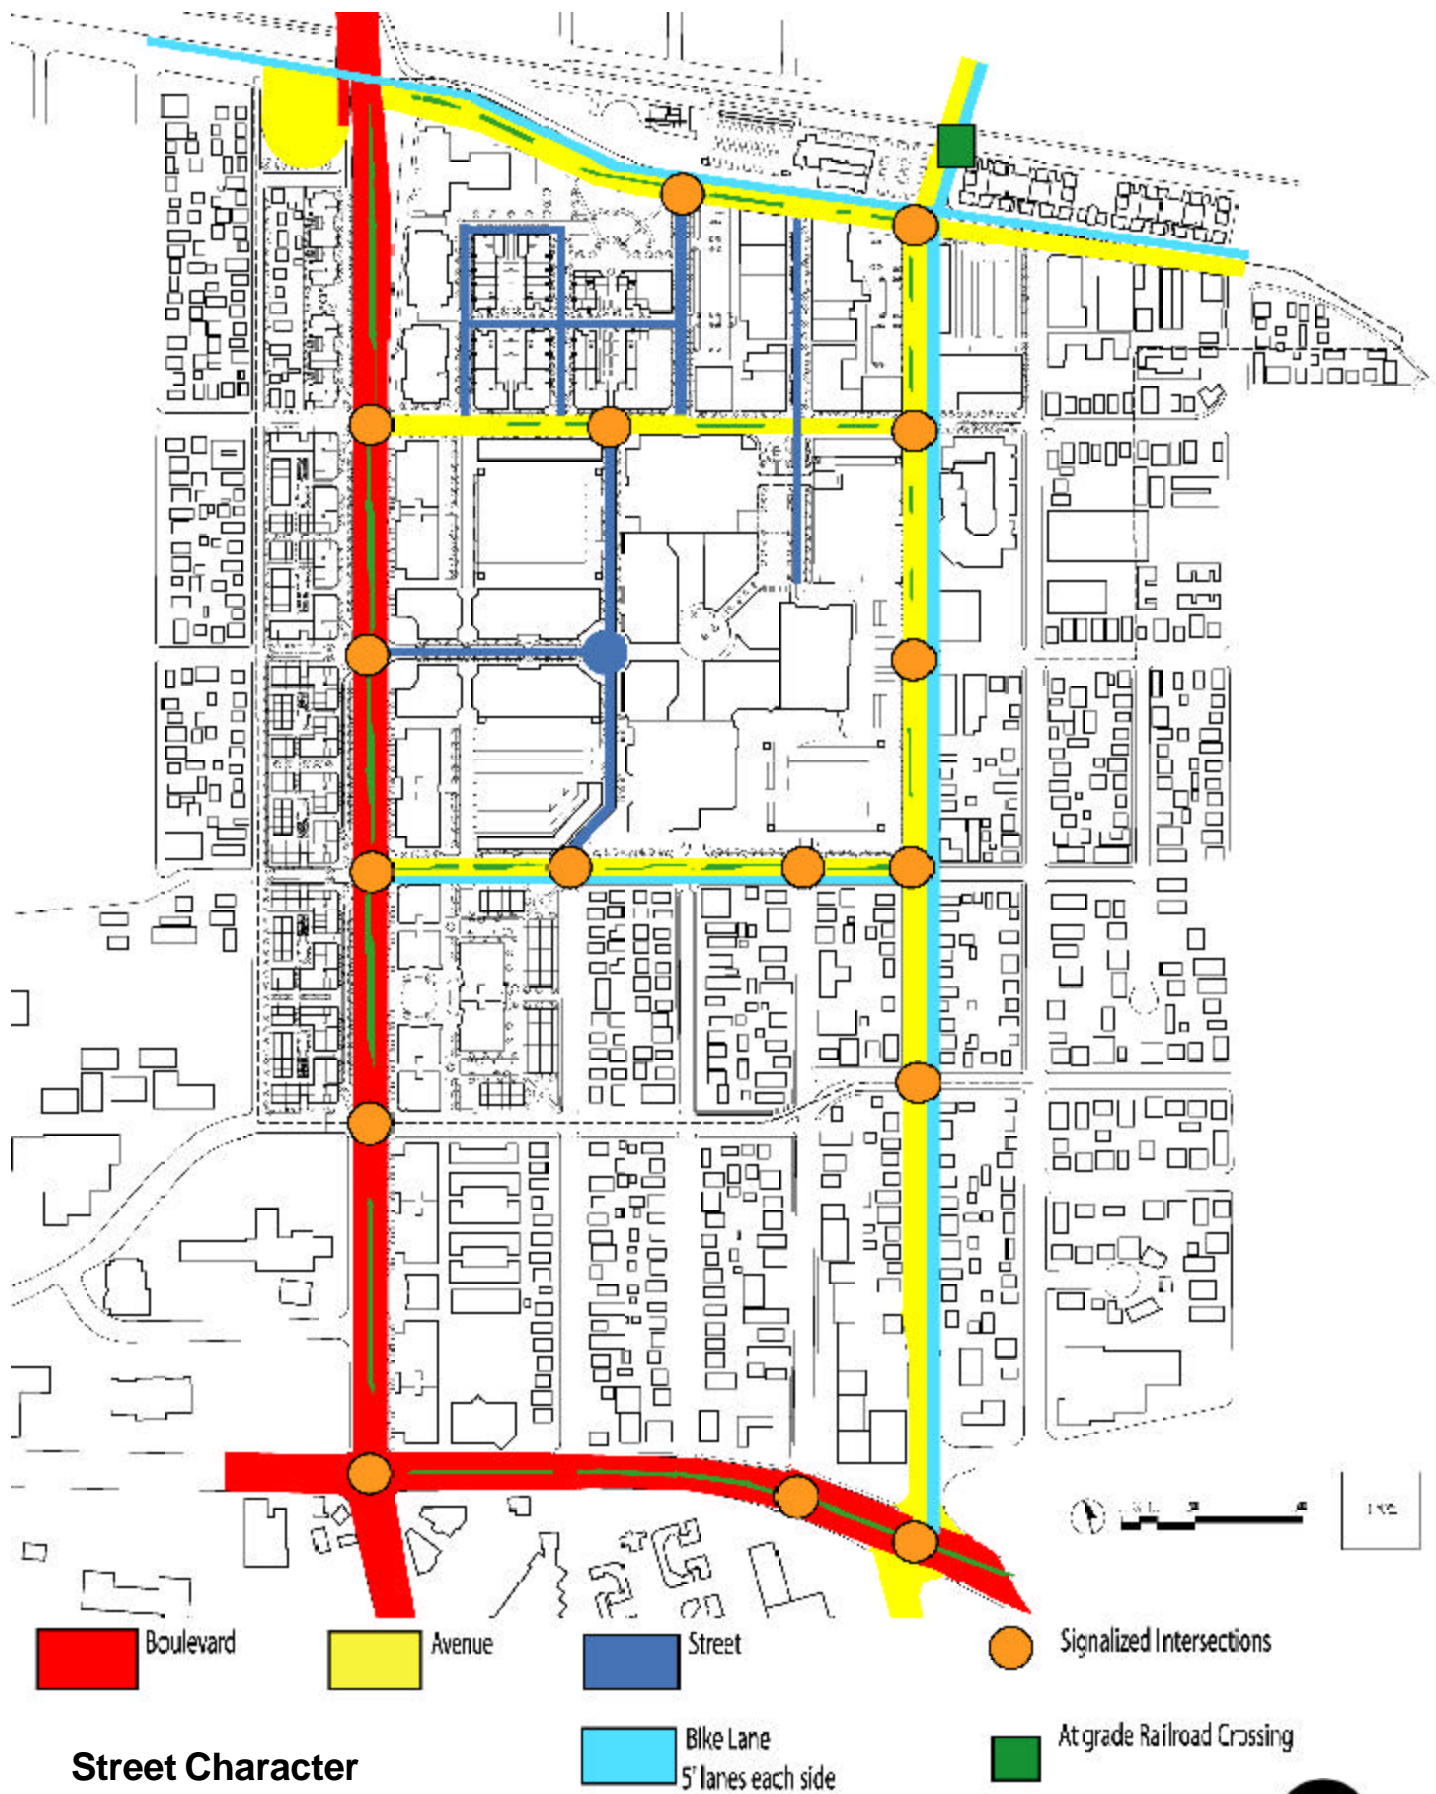 Boulevard
Avenue
Street
Signalized Intersections
Bike Lane
5' lanes each side
At grade Railroad Crossing
Street Character